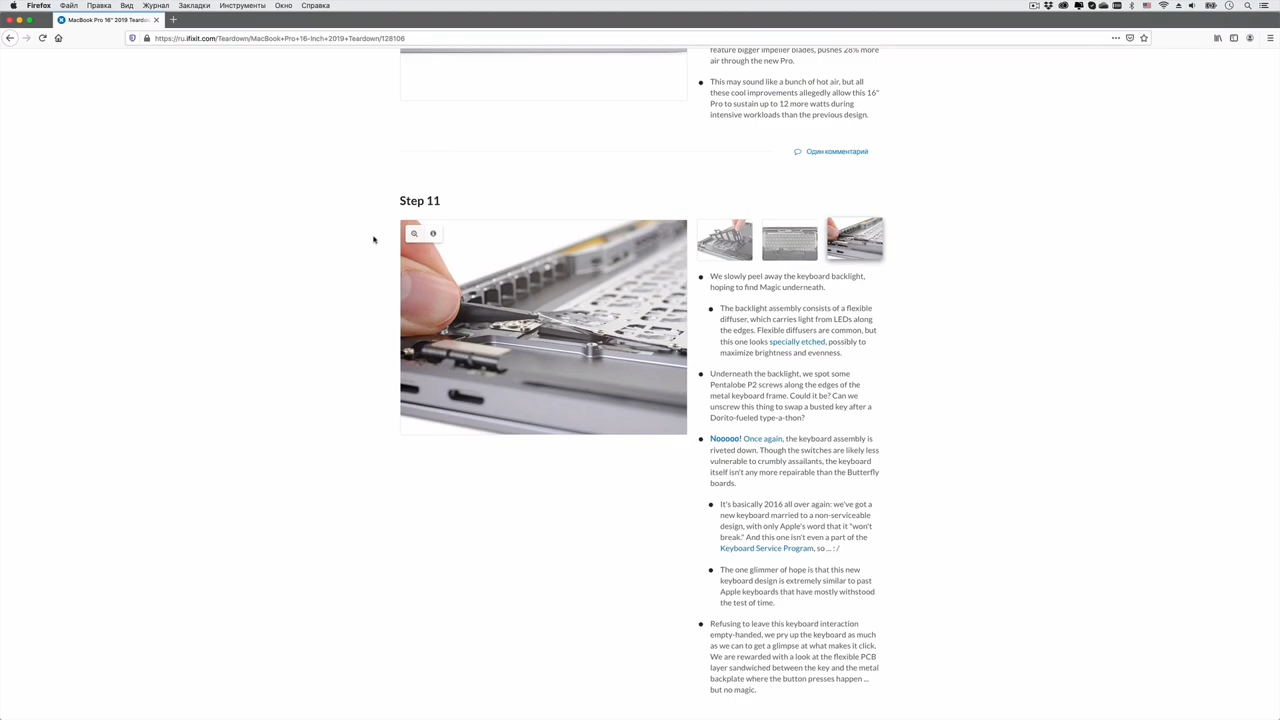 Firefox Файл Правка Вид Журнал Закладки Инструменты Окно Справка
MacBook Pro 16" 2019 Teardo
https://ru.ifixit.com/Teardown/MacBook+Pro+16-Inch+2019+Teardown/128106
feature bigger impeller blades, pushes 28% more
air through the new Pro.
This may sound like a bunch of hot air, but all
these cool improvements allegedly allow this 16"
Pro to sustain up to 12 more watts during
intensive workloads than the previous design.
Один комментарий
Step 11
We slowly peel away the keyboard backlight,
hoping to find Magic underneath.
The backlight assembly consists of a flexible
diffuser, which carries light from LEDs along
the edges. Flexible diffusers are common, but
this one looks specially etched, possibly to
maximize brightness and evenness.
Underneath the backlight, we spot some
Pentalobe P2 screws along the edges of the
metal keyboard frame. Could it be? Can we
unscrew this thing to swap a busted key after a
Dorito-fueled type-a-thon?
Nooooo! Once again, the keyboard assembly is
riveted down. Though the switches are likely less
vulnerable to crumbly assailants, the keyboard
itself isn't any more repairable than the Butterfly
boards.
It's basically 2016 all over again: we've got a
new keyboard married to a non-serviceable
design, with only Apple's word that it "won't
break." And this one isn't even a part of the
Keyboard Service Program, so ... : /
The one glimmer of hope is that this new
keyboard design is extremely similar to past
Apple keyboards that have mostly withstood
the test of time.
Refusing to leave this keyboard interaction
empty-handed, we pry up the keyboard as much
as we can to get a glimpse at what makes it click.
We are rewarded with a look at the flexible PCB
layer sandwiched between the key and the metal
backplate where the button presses happen ...
but no magic.